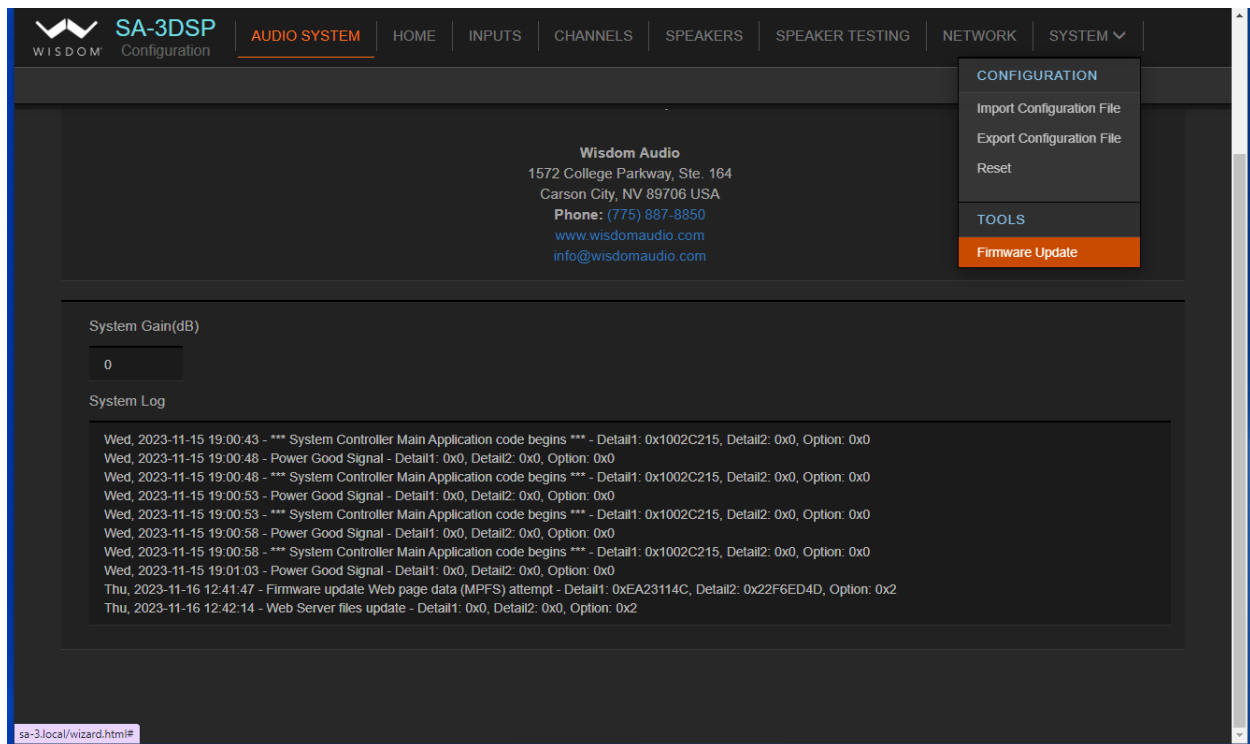 WISDOM
SA-3DSP
Configuration
AUDIO SYSTEM
HOME
INPUTS
CHANNELS
SPEAKERS
SPEAKER TESTING
NETWORK
SYSTEM
CONFIGURATION
Import Configuration File
Export Configuration File
Reset
TOOLS
Firmware Update
Wisdom Audio
1572 College Parkway, Ste. 164
Carson City, NV 89706 USA
Phone: (775) 887-8850
www.wisdomaudio.com
info@wisdomaudio.com
System Gain(dB)
0
System Log
Wed, 2023-11-15 19:00:43 - *** System Controller Main Application code begins *** - Detail1: 0x1002C215, Detail2: 0x0, Option: 0x0
Wed, 2023-11-15 19:00:48 - Power Good Signal - Detail1: 0x0, Detail2: 0x0, Option: 0x0
Wed, 2023-11-15 19:00:48 - *** System Controller Main Application code begins *** - Detail1: 0x1002C215, Detail2: 0x0, Option: 0x0
Wed, 2023-11-15 19:00:53 - Power Good Signal - Detail1: 0x0, Detail2: 0x0, Option: 0x0
Wed, 2023-11-15 19:00:53 - *** System Controller Main Application code begins *** - Detail1: 0x1002C215, Detail2: 0x0, Option: 0x0
Wed, 2023-11-15 19:00:58 - Power Good Signal - Detail1: 0x0, Detail2: 0x0, Option: 0x0
Wed, 2023-11-15 19:00:58 - *** System Controller Main Application code begins *** - Detail1: 0x1002C215, Detail2: 0x0, Option: 0x0
Wed, 2023-11-15 19:01:03 - Power Good Signal - Detail1: 0x0, Detail2: 0x0, Option: 0x0
Thu, 2023-11-16 12:41:47 - Firmware update Web page data (MPFS) attempt - Detail1: 0xEA23114C, Detail2: 0x22F6ED4D, Option: 0x2
Thu, 2023-11-16 12:42:14 - Web Server files update - Detail1: 0x0, Detail2: 0x0, Option: 0x2
sa-3.local/wizard.html#